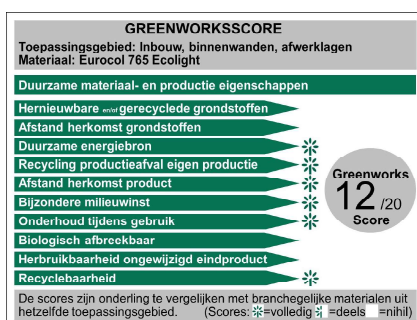 GREENWORKSSCORE
Toepassingsgebied: Inbouw, binnenwanden, afwerklagen
Materiaal: Eurocol 765 Ecolight
Duurzame materiaal- en productie eigenschappen
Hernieuwbare en/of gerecyclede grondstoffen
Afstand herkomst grondstoffen
Duurzame energiebron
Recycling productieafval eigen productie
Afstand herkomst product
Bijzondere milieuwinst
Onderhoud tijdens gebruik
Biologisch afbreekbaar
Herbruikbaarheid ongewijzigd eindproduct
Recyclebaarheid
Greenworks
12 /20
Score
De scores zijn onderling te vergelijken met branchegelijke materialen uit
hetzelfde toepassingsgebied. (Scores: =volledig =deels =nihil)